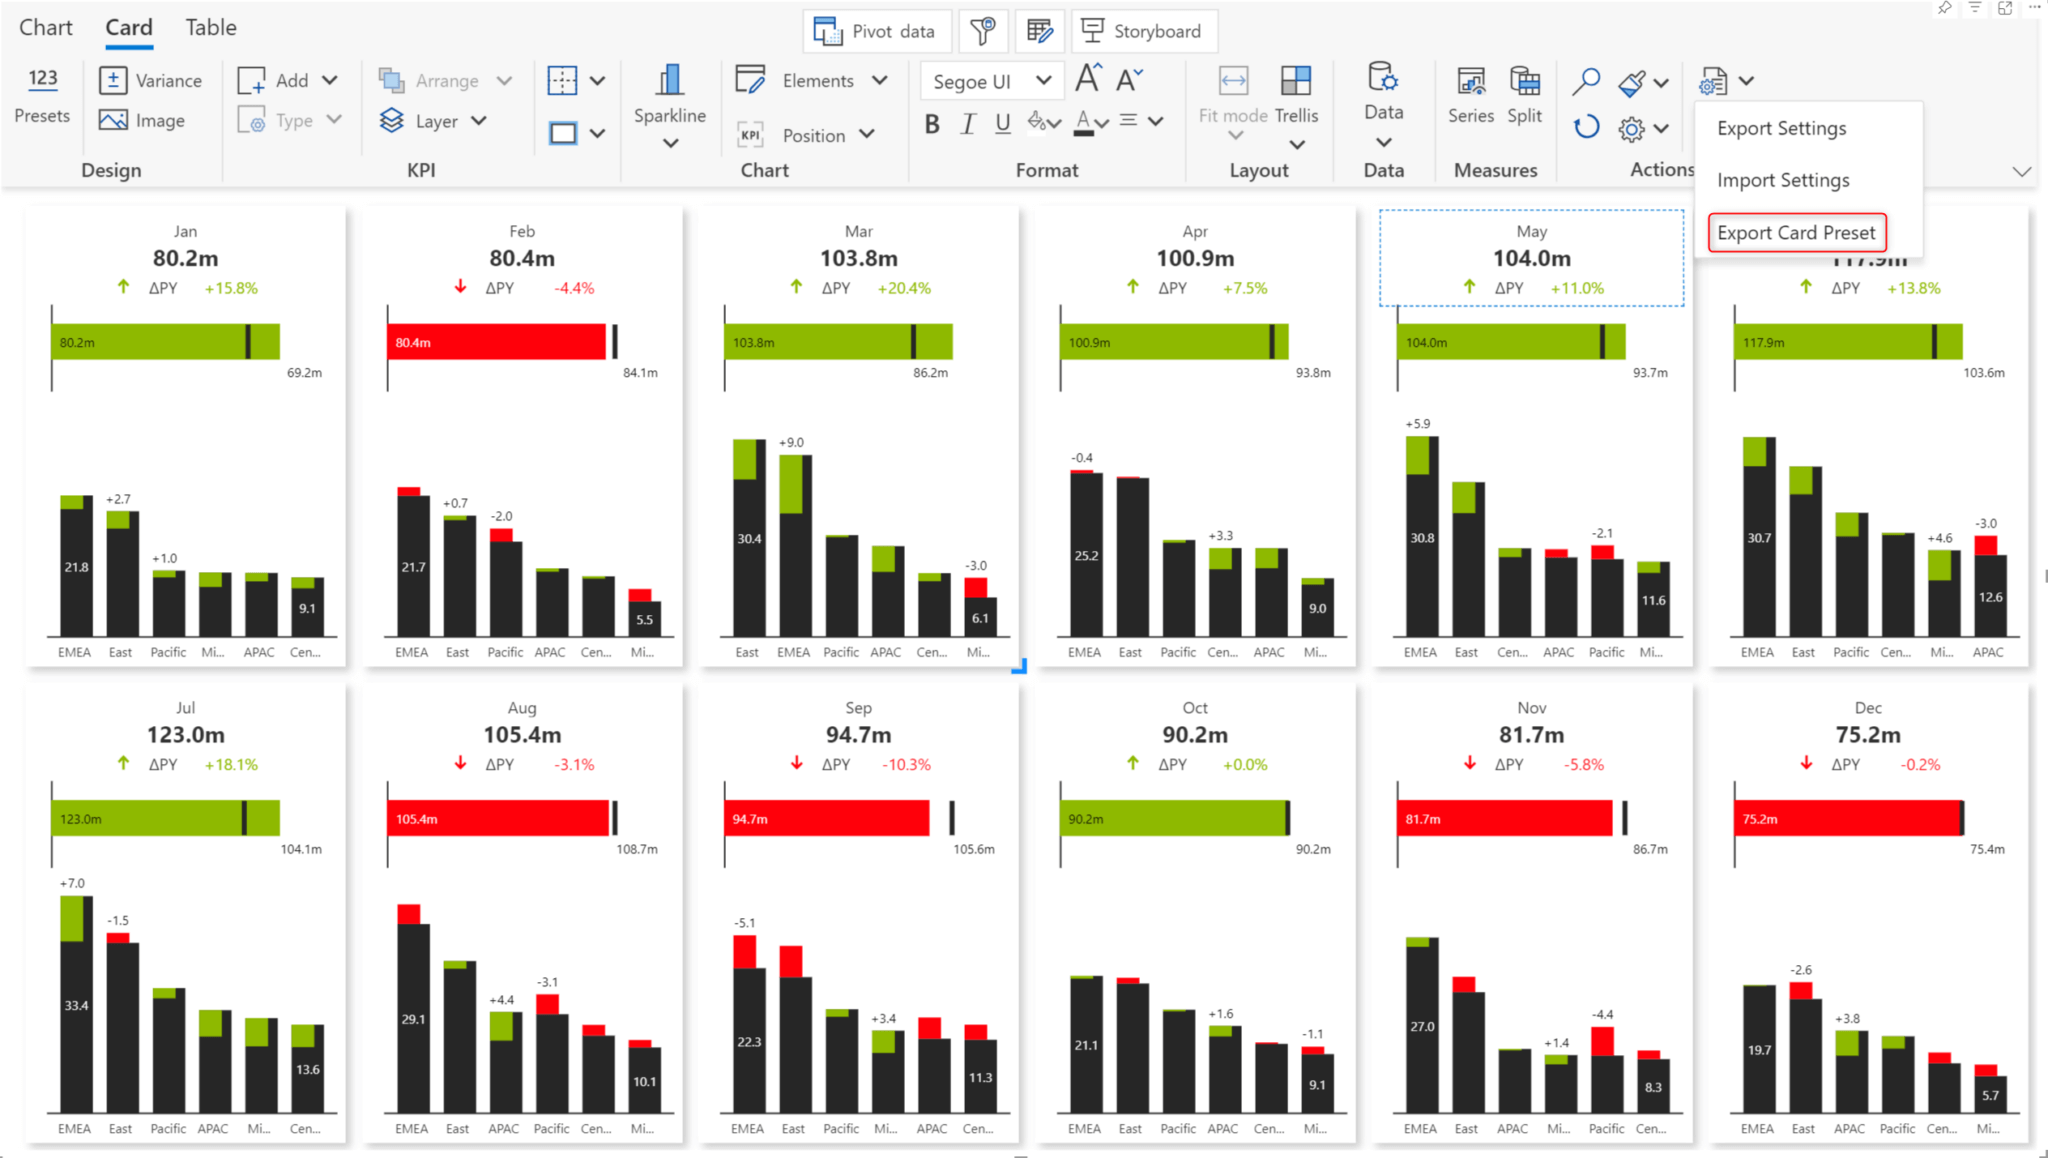 Chart Card Table
Pivot data Storyboard
123 Presets
Variance
Image
Design
Add
Type
Arrange
Layer
KPI
Sparkline
Elements
KPI Position
Chart
Segoe UI A A
B I U A
Format
Fit mode Trellis
Layout
Data
Data
Series Split
Measures
Actions
Export Settings
Import Settings
Export Card Preset
Jan
80.2m
ΔPY +15.8%
80.2m
69.2m
+2.7
+1.0
21.8
9.1
EMEA East Pacific Mi... APAC Cen...
Feb
80.4m
ΔPY -4.4%
80.4m
84.1m
+0.7
-2.0
21.7
5.5
EMEA East Pacific APAC Cen... Mi...
Mar
103.8m
ΔPY +20.4%
103.8m
86.2m
+9.0
30.4
-3.0
6.1
East EMEA Pacific APAC Cen... Mi...
Apr
100.9m
ΔPY +7.5%
100.9m
93.8m
-0.4
+3.3
25.2
9.0
EMEA East Pacific Cen... APAC Mi...
May
104.0m
ΔPY +11.0%
104.0m
93.7m
+5.9
-2.1
30.8
11.6
EMEA East Cen... APAC Pacific Mi...
117.9m
ΔPY +13.8%
117.9m
103.6m
-3.0
+4.6
30.7
12.6
EMEA East Pacific Cen... Mi... APAC
Jul
123.0m
ΔPY +18.1%
123.0m
104.1m
+7.0
-1.5
33.4
13.6
EMEA East Pacific APAC Mi... Cen...
Aug
105.4m
ΔPY -3.1%
105.4m
108.7m
-3.1
+4.4
29.1
10.1
EMEA East APAC Pacific Cen... Mi...
Sep
94.7m
ΔPY -10.3%
94.7m
105.6m
-5.1
+3.4
22.3
11.3
EMEA East Pacific Mi... APAC Cen...
Oct
90.2m
ΔPY +0.0%
90.2m
90.2m
+1.6
-1.1
21.1
9.1
EMEA East Pacific APAC Cen... Mi...
Nov
81.7m
ΔPY -5.8%
81.7m
86.7m
-4.4
+1.4
27.0
8.3
EMEA East APAC Mi... Pacific Cen...
Dec
75.2m
ΔPY -0.2%
75.2m
75.4m
-2.6
+3.8
19.7
5.7
EMEA East APAC Pacific Cen... Mi...